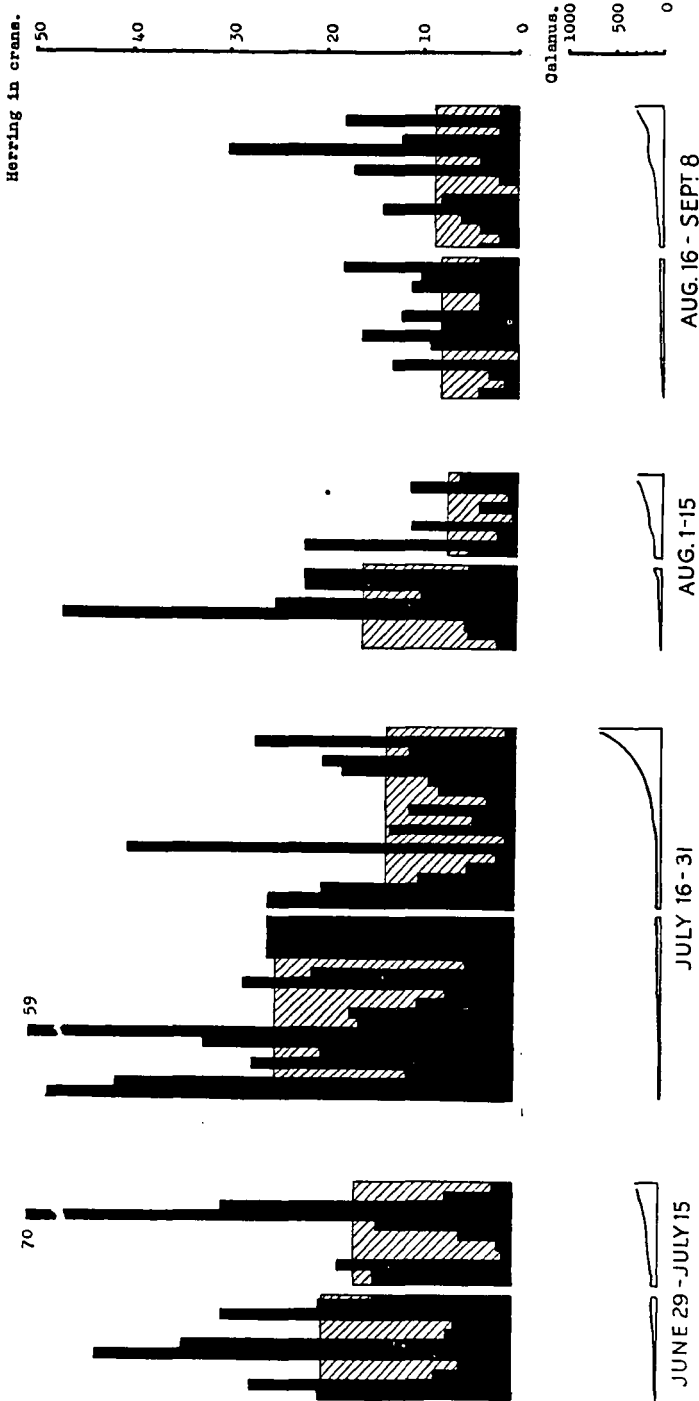 Herring in crans.
50
40
30
20
10
0
Calanus.
1000
500
0
70
59
JUNE 29 - JULY 15
JULY 16 - 31
AUG. 1-15
AUG. 16 - SEPT. 8